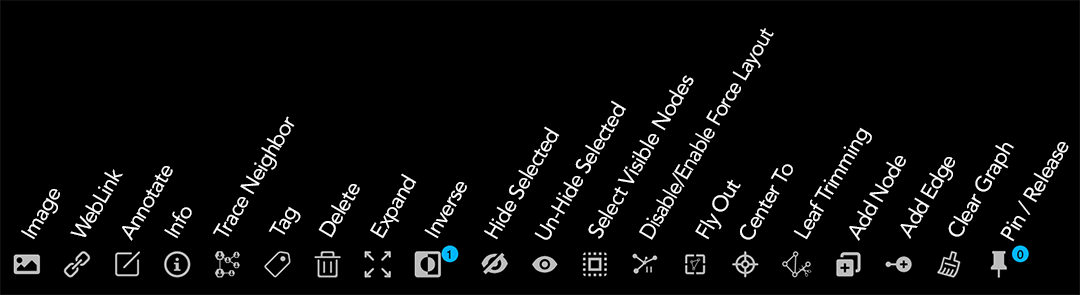 Image
WebLink
Annotate
Info
Trace Neighbor
Tag
Delete
Expand
Inverse
Hide Selected
Un-Hide Selected
Select Visible Nodes
Disable/Enable Force Layout
Fly Out
Center To
Leaf Trimming
Add Node
Add Edge
Clear Graph
Pin / Release
1
0